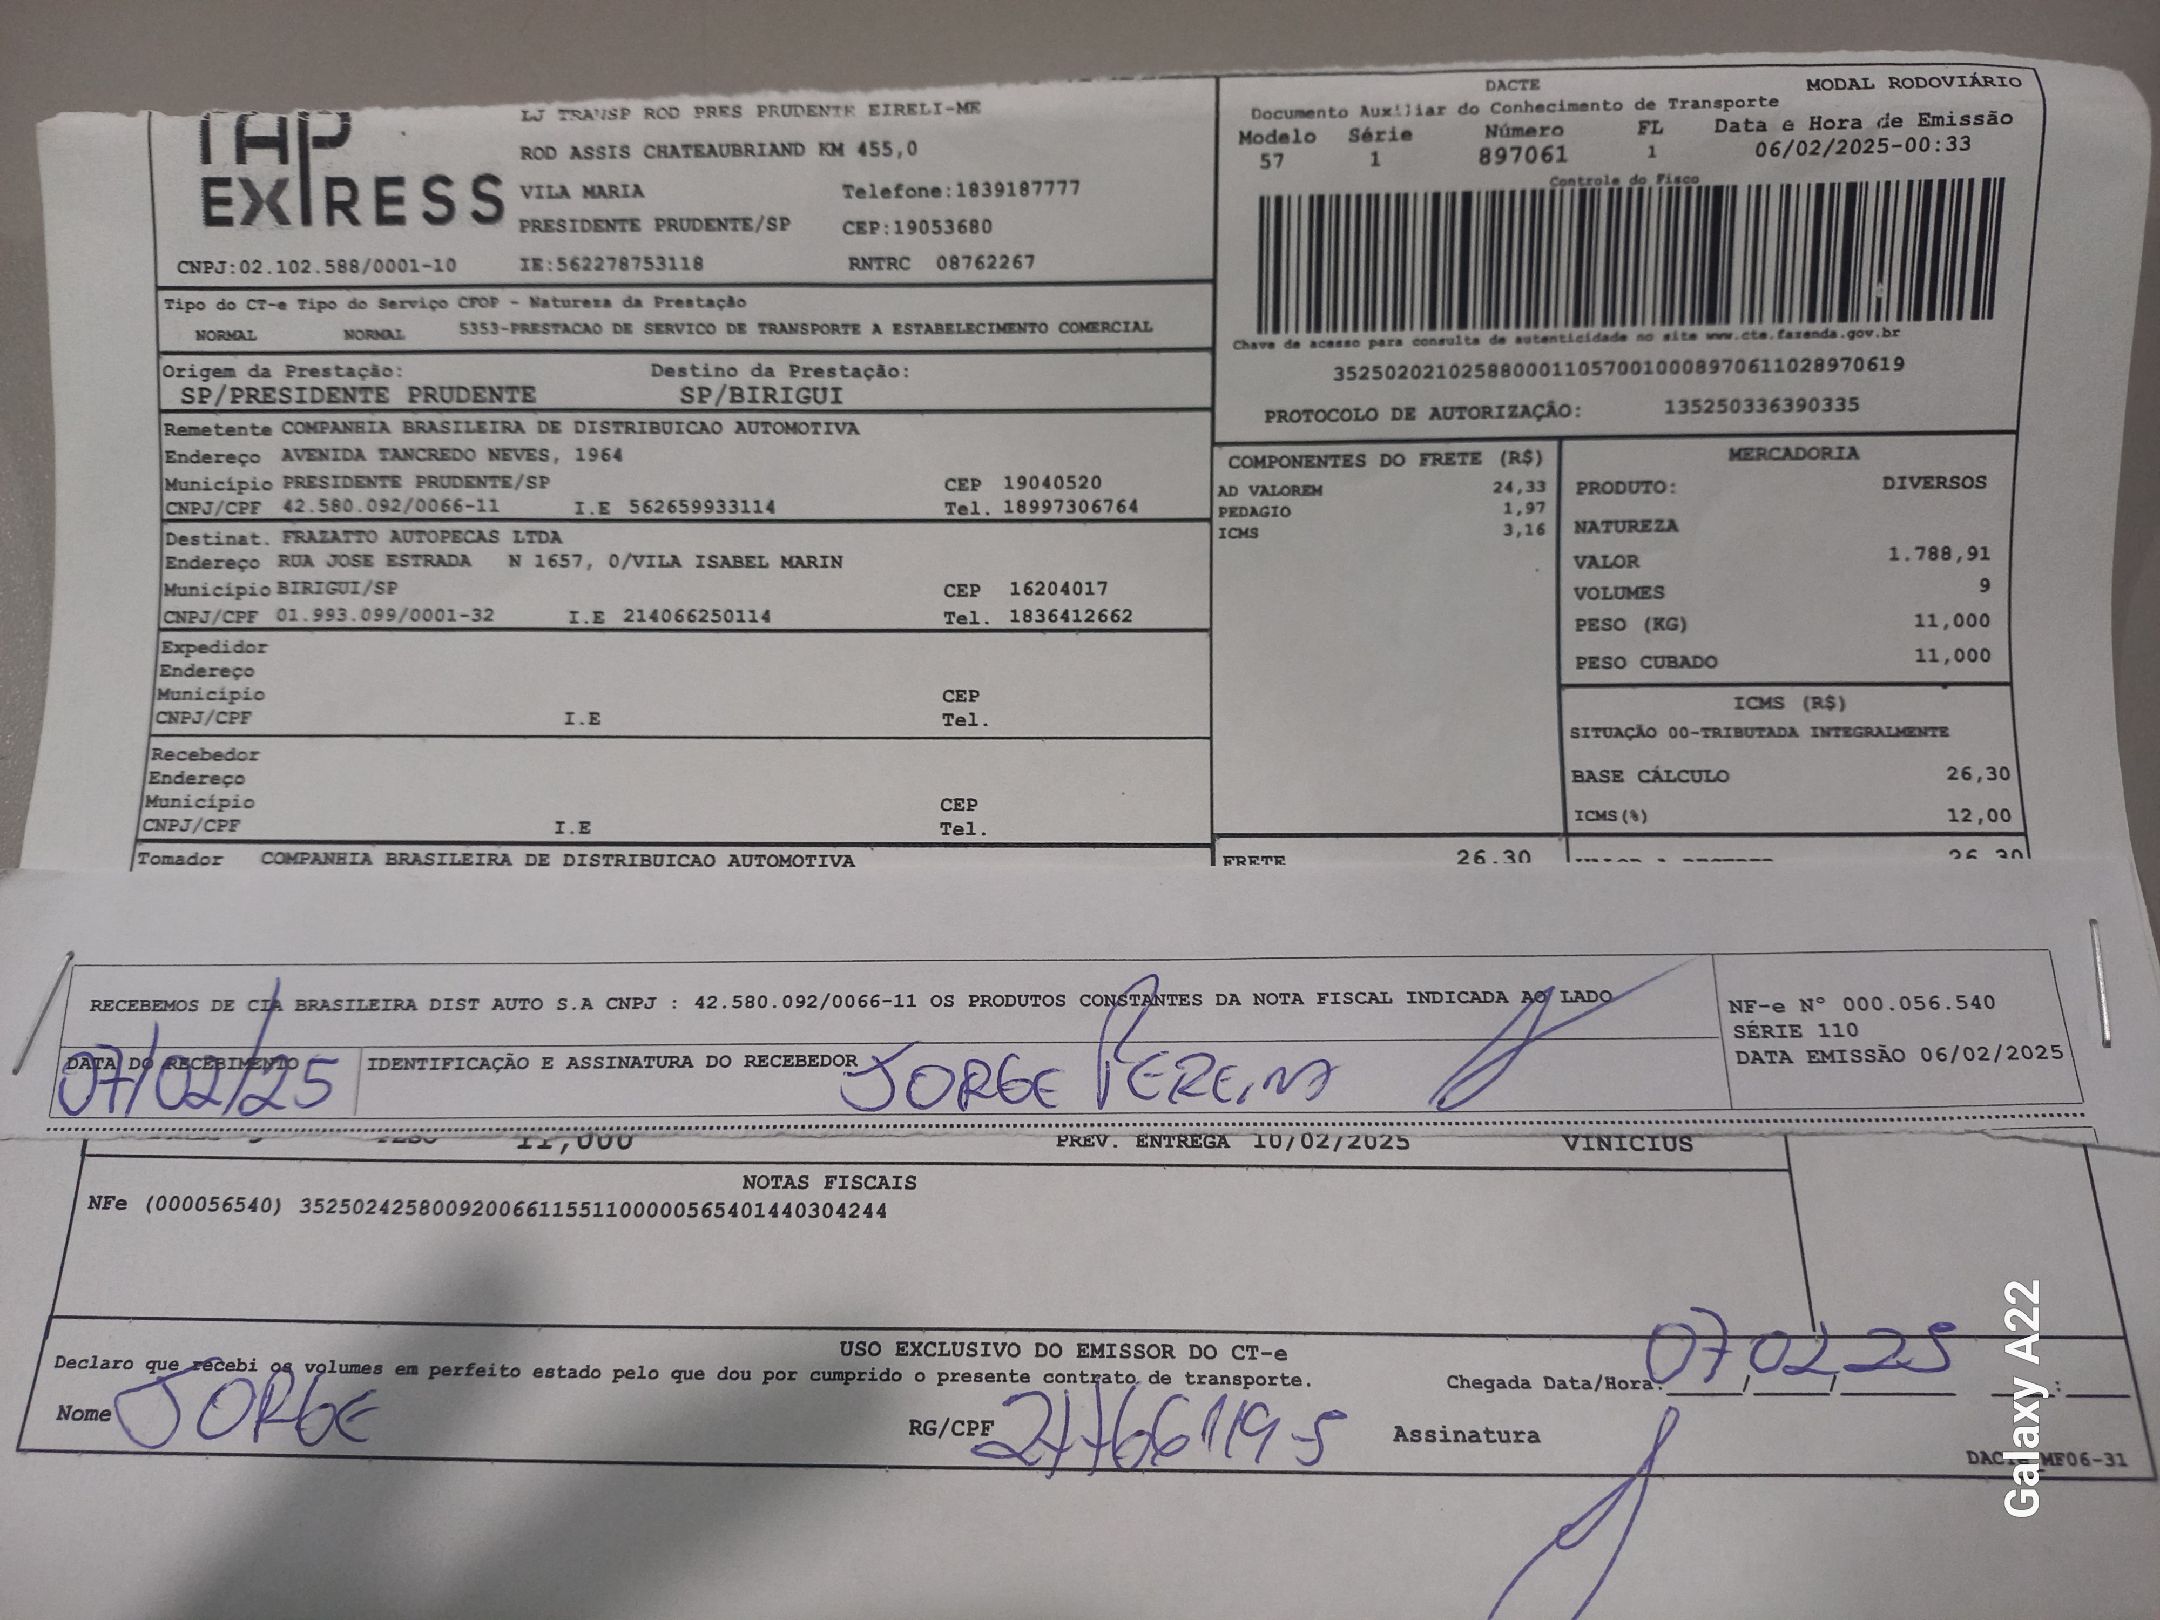 TAP
EXPRESS
LJ TRANSP ROD PRES PRUDENTE EIRELI-ME
ROD ASSIS CHATEAUBRIAND KM 455,0
VILA MARIA Telefone:1839187777
PRESIDENTE PRUDENTE/SP CEP:19053680
CNPJ:02.102.588/0001-10 IE:562278753118 RNTRC 08762267
DACTE MODAL RODOVIÁRIO
Documento Auxiliar do Conhecimento de Transporte
Modelo Série Número FL Data e Hora de Emissão
57 1 897061 1 06/02/2025-00:33
Controle do Fisco
Chave de acesso para consulta de autenticidade no site www.cte.fazenda.gov.br
35250202102588000110570010008970611028970619
PROTOCOLO DE AUTORIZAÇÃO: 135250336390335
Tipo do CT-e Tipo do Serviço CFOP - Natureza da Prestação
NORMAL NORMAL 5353-PRESTACAO DE SERVICO DE TRANSPORTE A ESTABELECIMENTO COMERCIAL
Origem da Prestação: Destino da Prestação:
SP/PRESIDENTE PRUDENTE SP/BIRIGUI
Remetente COMPANHIA BRASILEIRA DE DISTRIBUICAO AUTOMOTIVA
Endereço AVENIDA TANCREDO NEVES, 1964
Município PRESIDENTE PRUDENTE/SP CEP 19040520
CNPJ/CPF 42.580.092/0066-11 I.E 562659933114 Tel. 18997306764
Destinat. FRAZATTO AUTOPECAS LTDA
Endereço RUA JOSE ESTRADA N 1657, 0/VILA ISABEL MARIN
Município BIRIGUI/SP CEP 16204017
CNPJ/CPF 01.993.099/0001-32 I.E 214066250114 Tel. 1836412662
Expedidor
Endereço
Município CEP
CNPJ/CPF I.E Tel.
Recebedor
Endereço
Município CEP
CNPJ/CPF I.E Tel.
Tomador COMPANHIA BRASILEIRA DE DISTRIBUICAO AUTOMOTIVA
COMPONENTES DO FRETE (R$)
AD VALOREM 24,33
PEDAGIO 1,97
ICMS 3,16
FRETE 26,30
MERCADORIA
PRODUTO: DIVERSOS
NATUREZA
VALOR 1.788,91
VOLUMES 9
PESO (KG) 11,000
PESO CUBADO 11,000
ICMS (R$)
SITUAÇÃO 00-TRIBUTADA INTEGRALMENTE
BASE CÁLCULO 26,30
ICMS(%) 12,00
26,30
RECEBEMOS DE CIA BRASILEIRA DIST AUTO S.A CNPJ : 42.580.092/0066-11 OS PRODUTOS CONSTANTES DA NOTA FISCAL INDICADA AO LADO
DATA DO RECEBIMENTO IDENTIFICAÇÃO E ASSINATURA DO RECEBEDOR
07/02/25 JORGE PEREIRA
NF-e N° 000.056.540
SÉRIE 110
DATA EMISSÃO 06/02/2025
PESO 11,000 PREV. ENTREGA 10/02/2025 VINICIUS
NOTAS FISCAIS
NFe (000056540) 35250242580092006611551100000565401440304244
USO EXCLUSIVO DO EMISSOR DO CT-e
Declaro que recebi os volumes em perfeito estado pelo que dou por cumprido o presente contrato de transporte.
Chegada Data/Hora: 07/02/25 :
Nome JORGE RG/CPF Assinatura
DACTE MF06-31
Galaxy A22